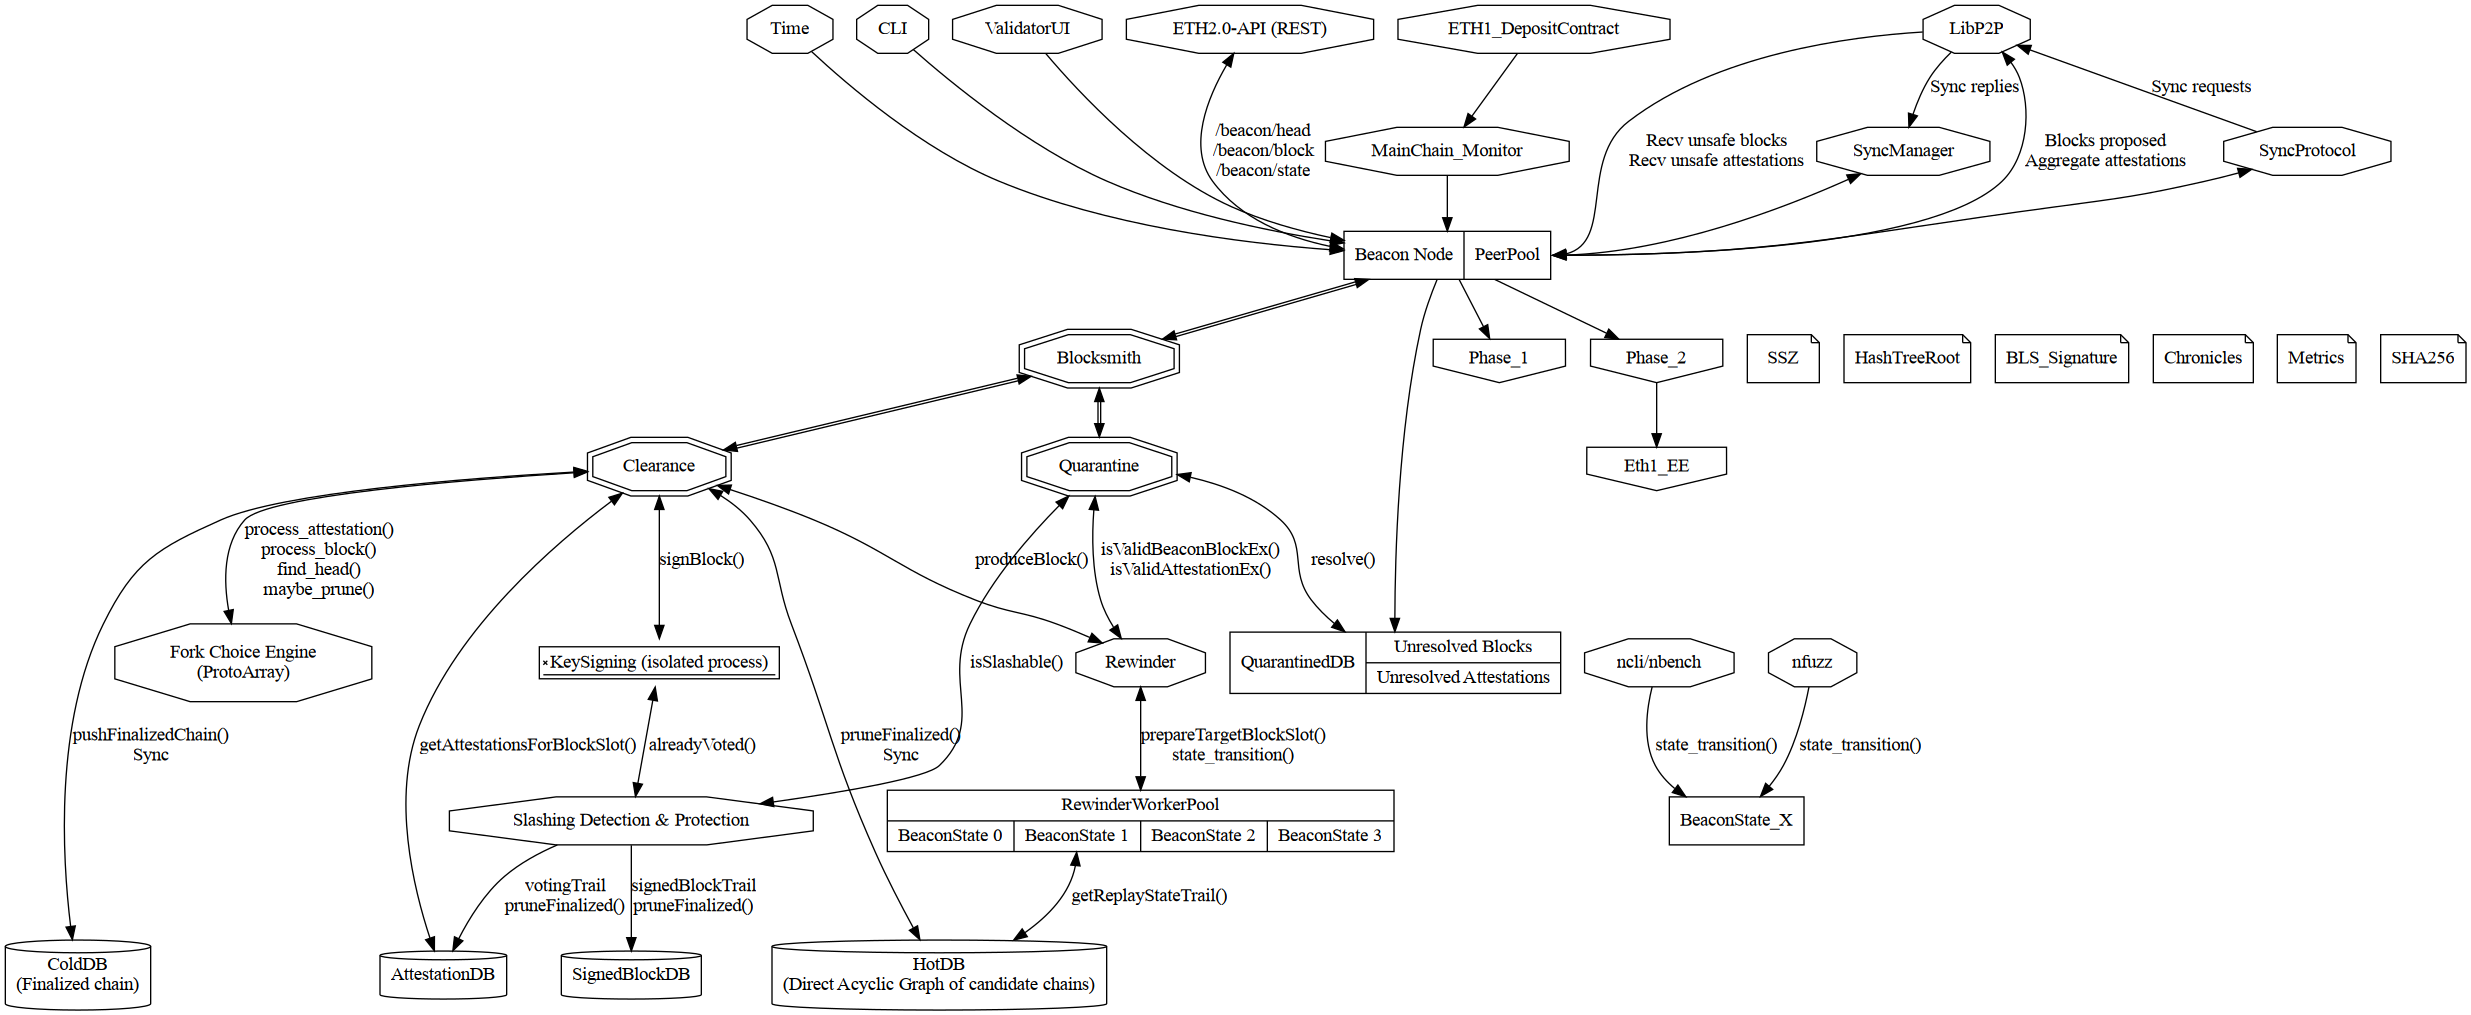 Time
CLI
ValidatorUI
ETH2.0-API (REST)
ETH1_DepositContract
LibP2P
Sync replies
Sync requests
/beacon/head
/beacon/block
/beacon/state
MainChain_Monitor
Recv unsafe blocks
Recv unsafe attestations
SyncManager
Blocks proposed
Aggregate attestations
SyncProtocol
Beacon Node
PeerPool
Blocksmith
Phase_1
Phase_2
SSZ
HashTreeRoot
BLS_Signature
Chronicles
Metrics
SHA256
Clearance
Quarantine
Eth1_EE
process_attestation()
process_block()
find_head()
maybe_prune()
signBlock()
produceBlock()
isValidBeaconBlockEx()
isValidAttestationEx()
resolve()
Fork Choice Engine
(ProtoArray)
KeySigning (isolated process)
isSlashable()
Rewinder
QuarantinedDB
Unresolved Blocks
Unresolved Attestations
ncli/nbench
nfuzz
pushFinalizedChain()
Sync
getAttestationsForBlockSlot()
alreadyVoted()
pruneFinalized()
Sync
prepareTargetBlockSlot()
state_transition()
state_transition()
state_transition()
Slashing Detection & Protection
RewinderWorkerPool
BeaconState 0
BeaconState 1
BeaconState 2
BeaconState 3
BeaconState_X
votingTrail
pruneFinalized()
signedBlockTrail
pruneFinalized()
getReplayStateTrail()
ColdDB
(Finalized chain)
AttestationDB
SignedBlockDB
HotDB
(Direct Acyclic Graph of candidate chains)